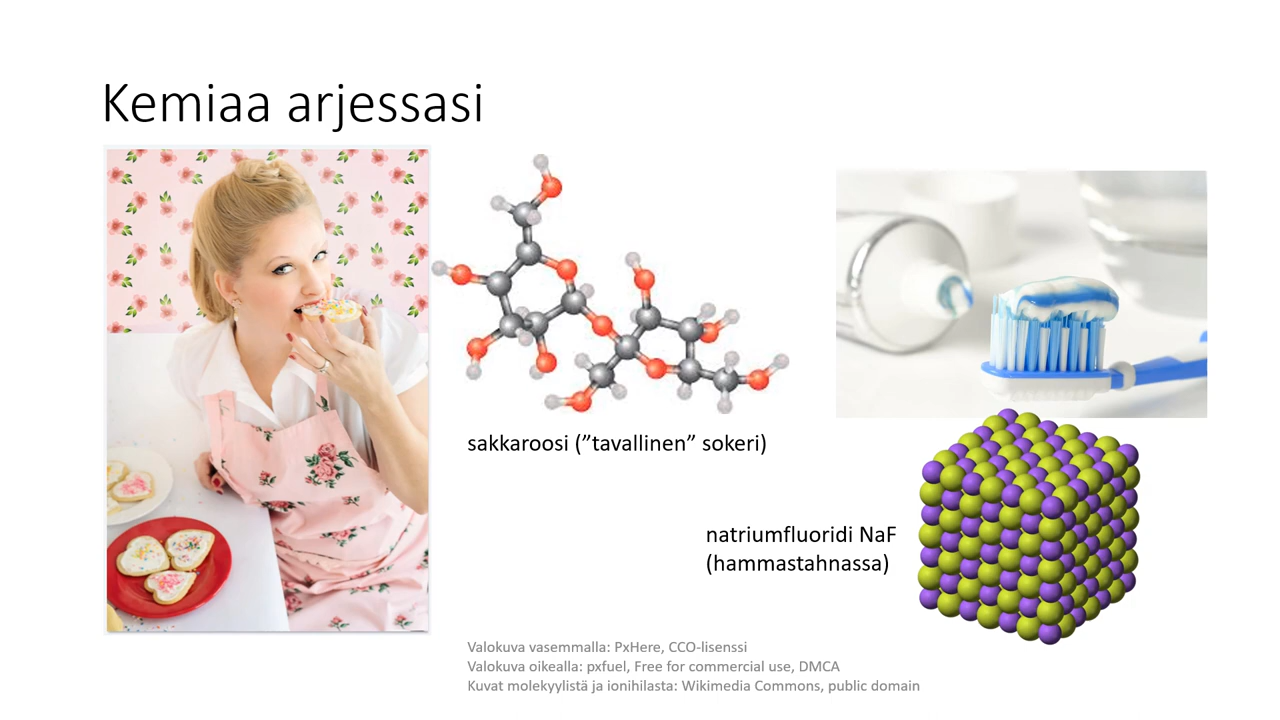 Kemiaa arjessasi
sakkaroosi (”tavallinen” sokeri)
natriumfluoridi NaF
(hammastahnassa)
Valokuva vasemmalla: PxHere, CCO-lisenssi
Valokuva oikealla: pxfuel, Free for commercial use, DMCA
Kuvat molekyylistä ja ionihilasta: Wikimedia Commons, public domain